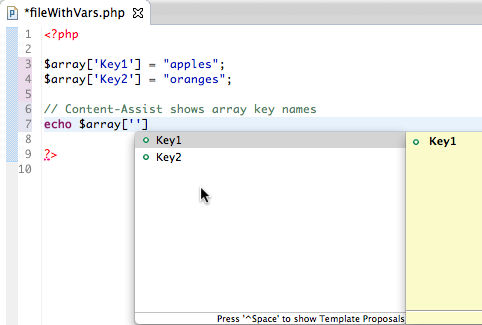 *fileWithVars.php
1 <?php
2
3 $array['Key1'] = "apples";
4 $array['Key2'] = "oranges";
5
6 // Content-Assist shows array key names
7 echo $array['']
8
Key1
Key1
Key2
9 ?>
10
Press '^Space' to show Template Proposals